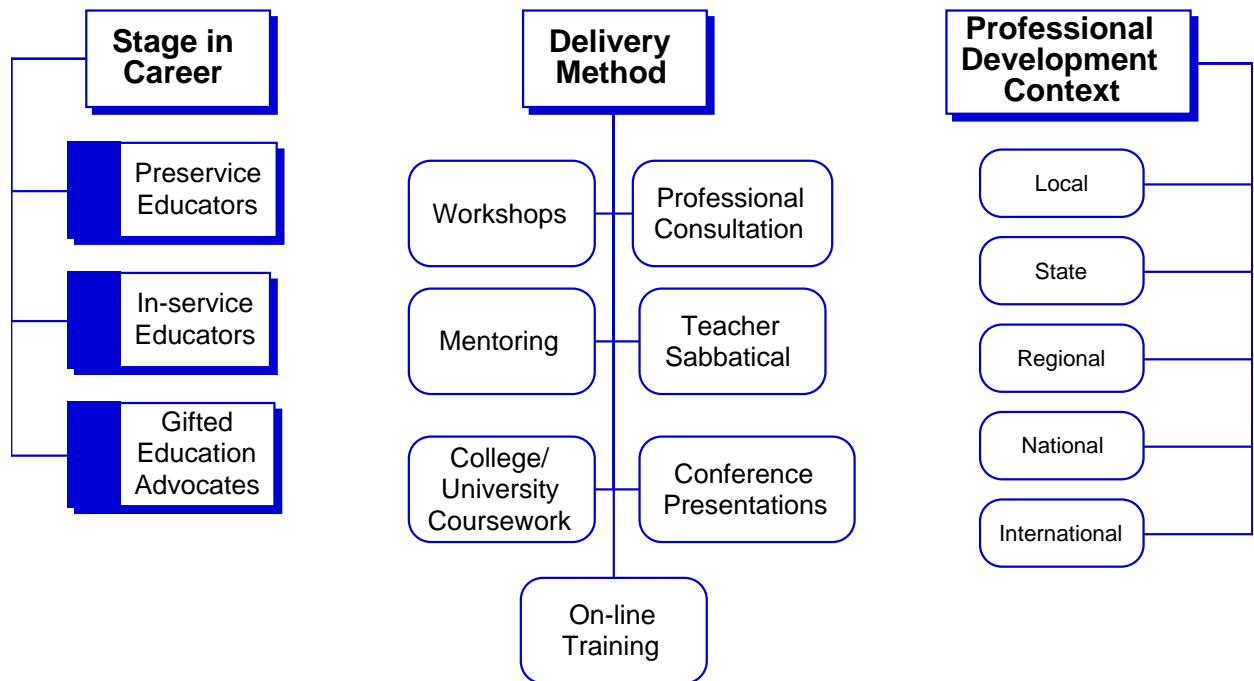 Stage in
Career
Preservice
Educators
In-service
Educators
Gifted
Education
Advocates
Delivery
Method
Workshops
Professional
Consultation
Mentoring
Teacher
Sabbatical
College/
University
Coursework
Conference
Presentations
On-line
Training
Professional
Development
Context
Local
State
Regional
National
International